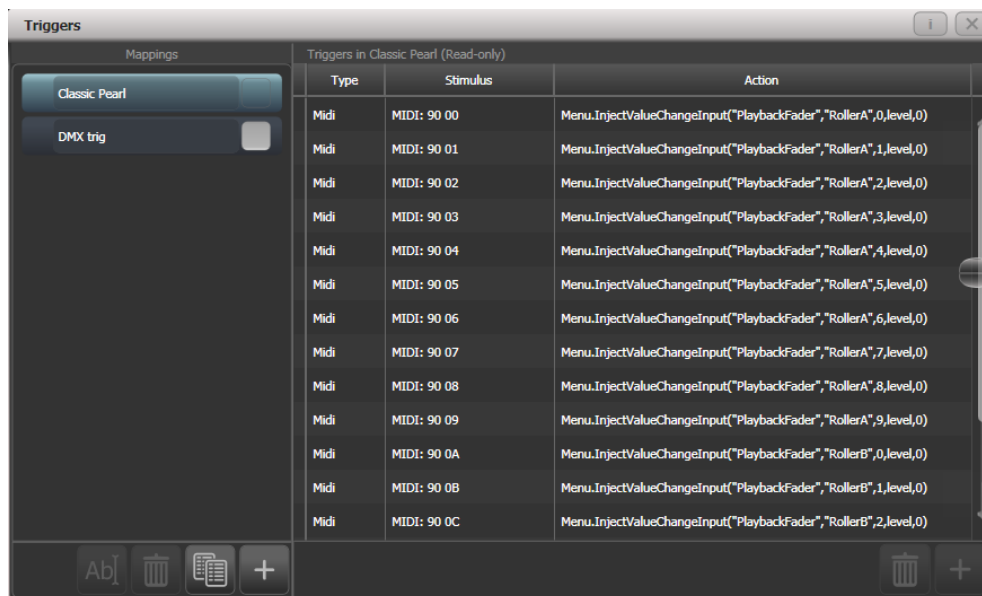 Triggers
Mappings
Triggers in Classic Pearl (Read-only)
Type Stimulus Action
Classic Pearl
DMX trig
Midi MIDI: 90 00 Menu.InjectValueChangeInput("PlaybackFader","RollerA",0,level,0)
Midi MIDI: 90 01 Menu.InjectValueChangeInput("PlaybackFader","RollerA",1,level,0)
Midi MIDI: 90 02 Menu.InjectValueChangeInput("PlaybackFader","RollerA",2,level,0)
Midi MIDI: 90 03 Menu.InjectValueChangeInput("PlaybackFader","RollerA",3,level,0)
Midi MIDI: 90 04 Menu.InjectValueChangeInput("PlaybackFader","RollerA",4,level,0)
Midi MIDI: 90 05 Menu.InjectValueChangeInput("PlaybackFader","RollerA",5,level,0)
Midi MIDI: 90 06 Menu.InjectValueChangeInput("PlaybackFader","RollerA",6,level,0)
Midi MIDI: 90 07 Menu.InjectValueChangeInput("PlaybackFader","RollerA",7,level,0)
Midi MIDI: 90 08 Menu.InjectValueChangeInput("PlaybackFader","RollerA",8,level,0)
Midi MIDI: 90 09 Menu.InjectValueChangeInput("PlaybackFader","RollerA",9,level,0)
Midi MIDI: 90 0A Menu.InjectValueChangeInput("PlaybackFader","RollerB",0,level,0)
Midi MIDI: 90 0B Menu.InjectValueChangeInput("PlaybackFader","RollerB",1,level,0)
Midi MIDI: 90 0C Menu.InjectValueChangeInput("PlaybackFader","RollerB",2,level,0)
Ab